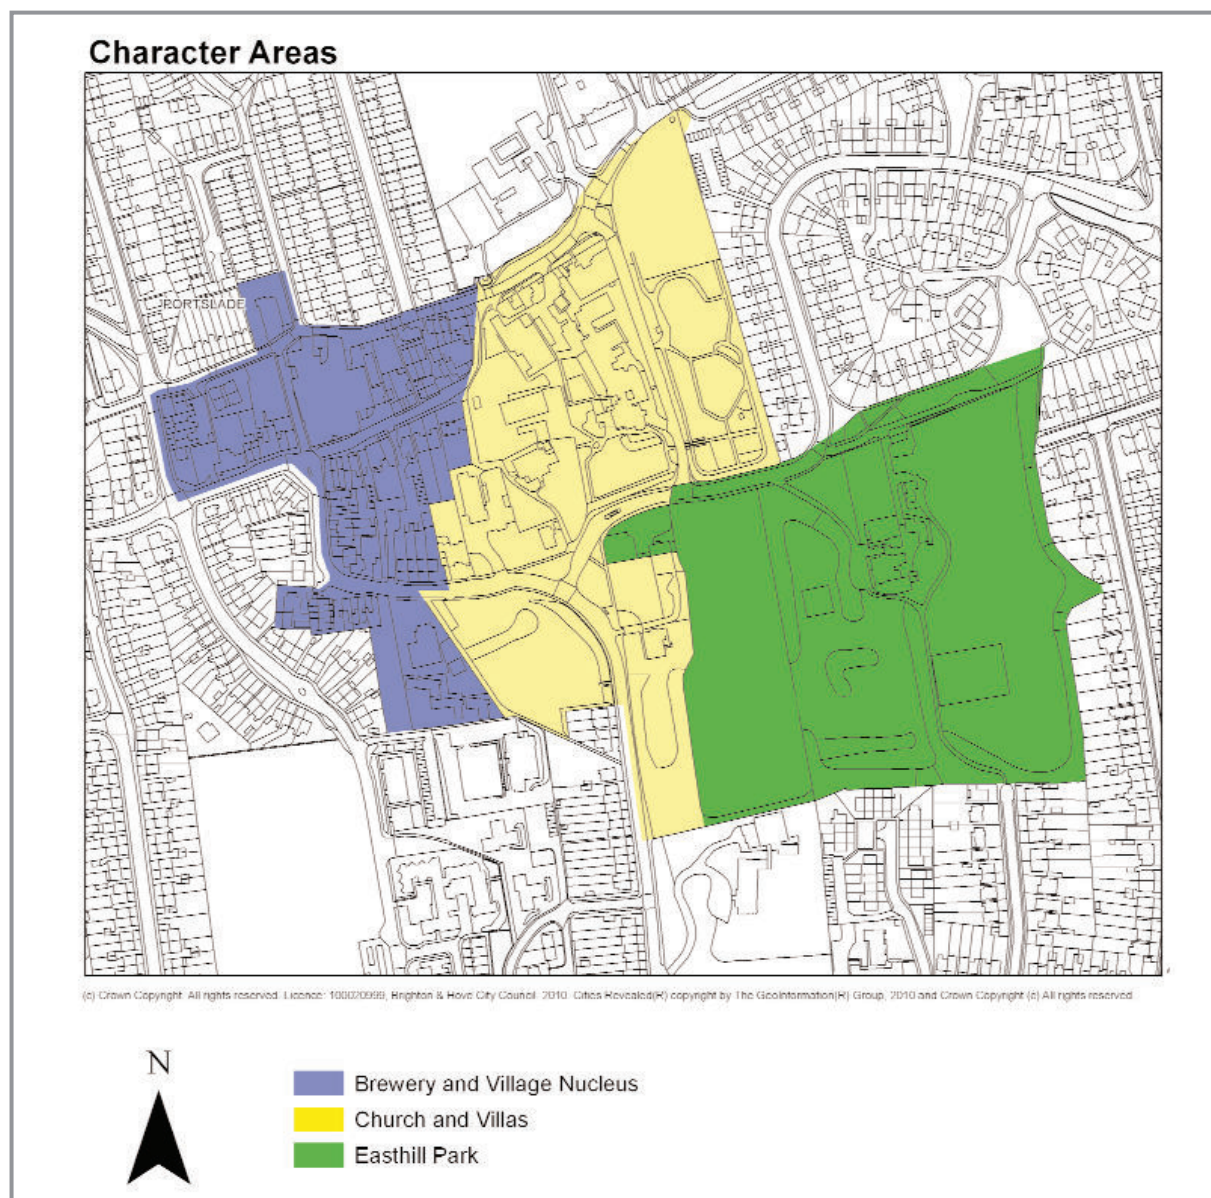 Character Areas
PORTSLADE
(c) Crown Copyright. All rights reserved. Licence: 100020999, Brighton & Hove City Council. 2010. Cities Revealed(R) copyright by The GeoInformation(R) Group, 2010 and Crown Copyright (c) All rights reserved
N
Brewery and Village Nucleus
Church and Villas
Easthill Park